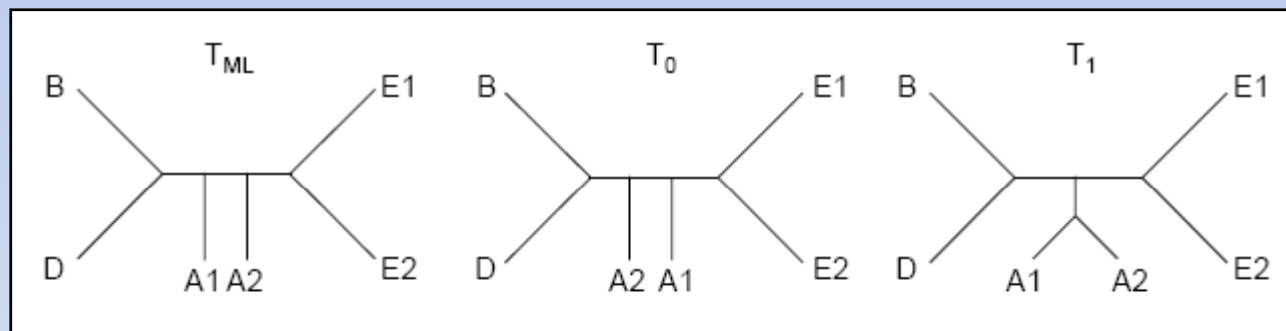 T_ML T_0 T_1
B E1 B E1 B E1
D A1 A2 E2 D A2 A1 E2 D A1 A2 E2